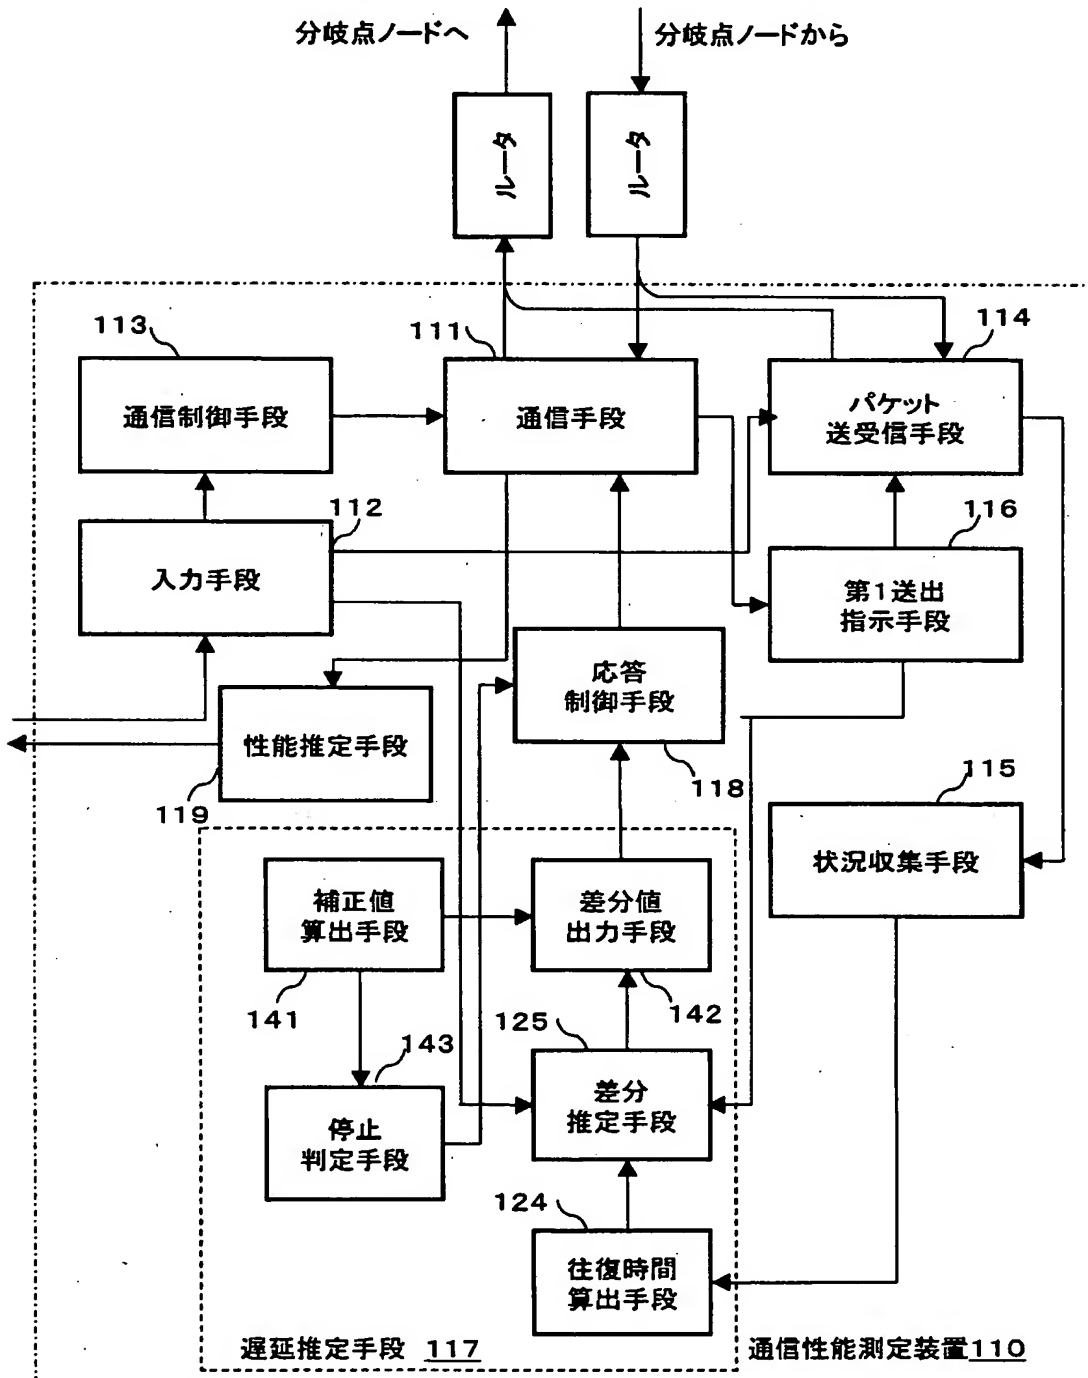 分岐点ノードへ
分岐点ノードから
ルータ
ルータ
113
通信制御手段
111
通信手段
114
パケット
送受信手段
112
入力手段
116
第1送出
指示手段
応答
制御手段
118
性能推定手段
119
115
状況収集手段
補正値
算出手段
141
差分値
出力手段
142
143
停止
判定手段
125
差分
推定手段
124
往復時間
算出手段
遅延推定手段 117
通信性能測定装置110